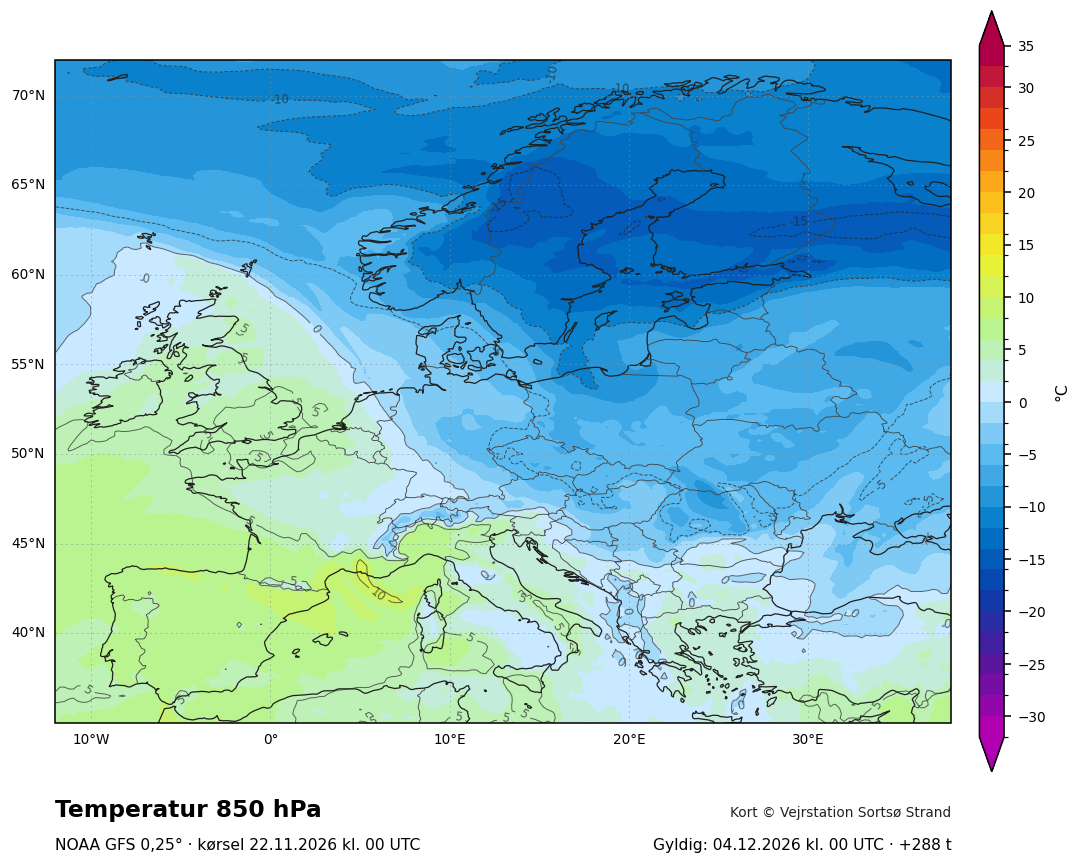 35
30
25
20
15
10
5
0
−5
−10
−15
−20
−25
−30
°C
70°N
65°N
60°N
55°N
50°N
45°N
40°N
10°W
0°
10°E
20°E
30°E
Temperatur 850 hPa
Kort © Vejrstation Sortsø Strand
NOAA GFS 0,25° · kørsel 22.11.2026 kl. 00 UTC
Gyldig: 04.12.2026 kl. 00 UTC · +288 t